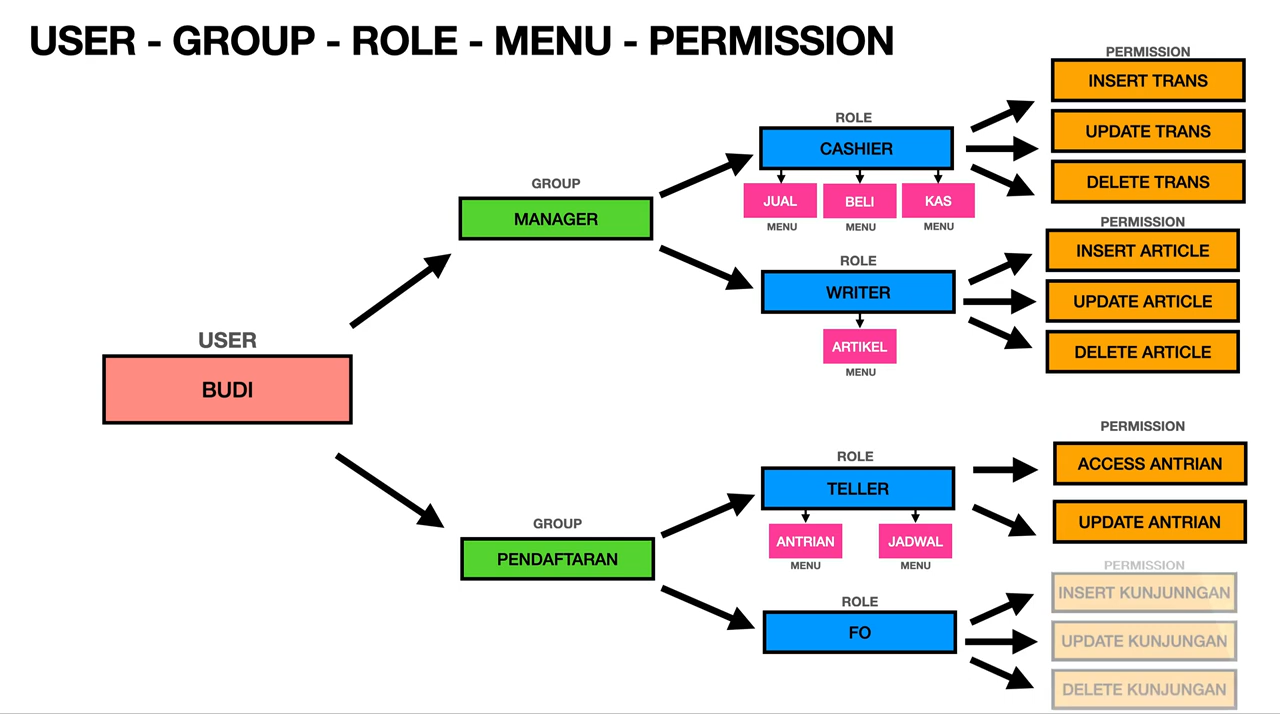 USER - GROUP - ROLE - MENU - PERMISSION
USER
BUDI
GROUP
MANAGER
ROLE
CASHIER
JUAL
MENU
BELI
MENU
KAS
MENU
PERMISSION
INSERT TRANS
UPDATE TRANS
DELETE TRANS
ROLE
WRITER
ARTIKEL
MENU
PERMISSION
INSERT ARTICLE
UPDATE ARTICLE
DELETE ARTICLE
GROUP
PENDAFTARAN
ROLE
TELLER
ANTRIAN
MENU
JADWAL
MENU
PERMISSION
ACCESS ANTRIAN
UPDATE ANTRIAN
ROLE
FO
PERMISSION
INSERT KUNJUNNGAN
UPDATE KUNJUNGAN
DELETE KUNJUNGAN